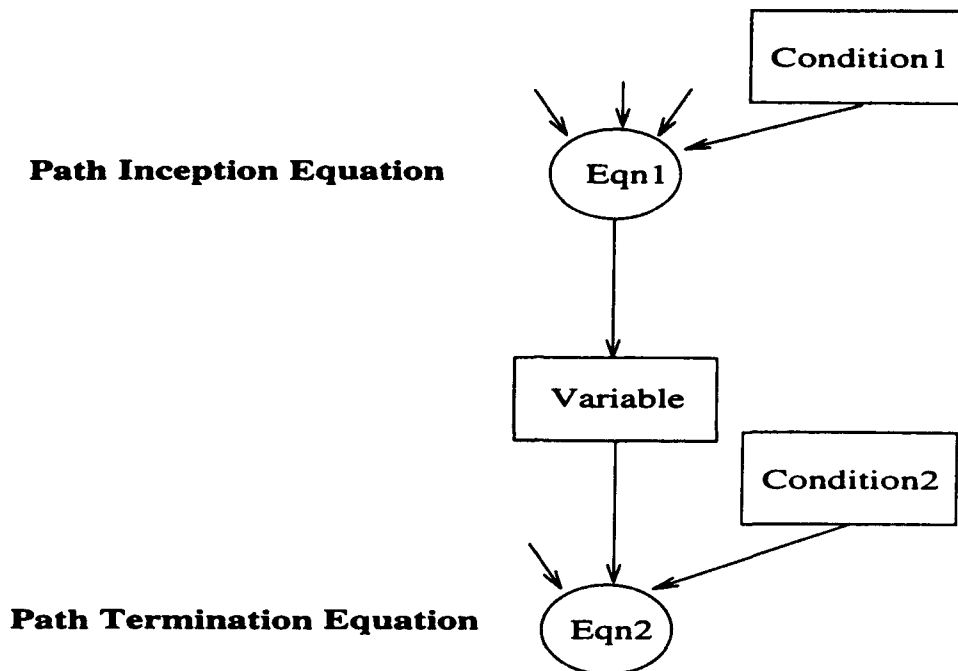 Condition1
Path Inception Equation
Eqn1
Variable
Condition2
Path Termination Equation
Eqn2